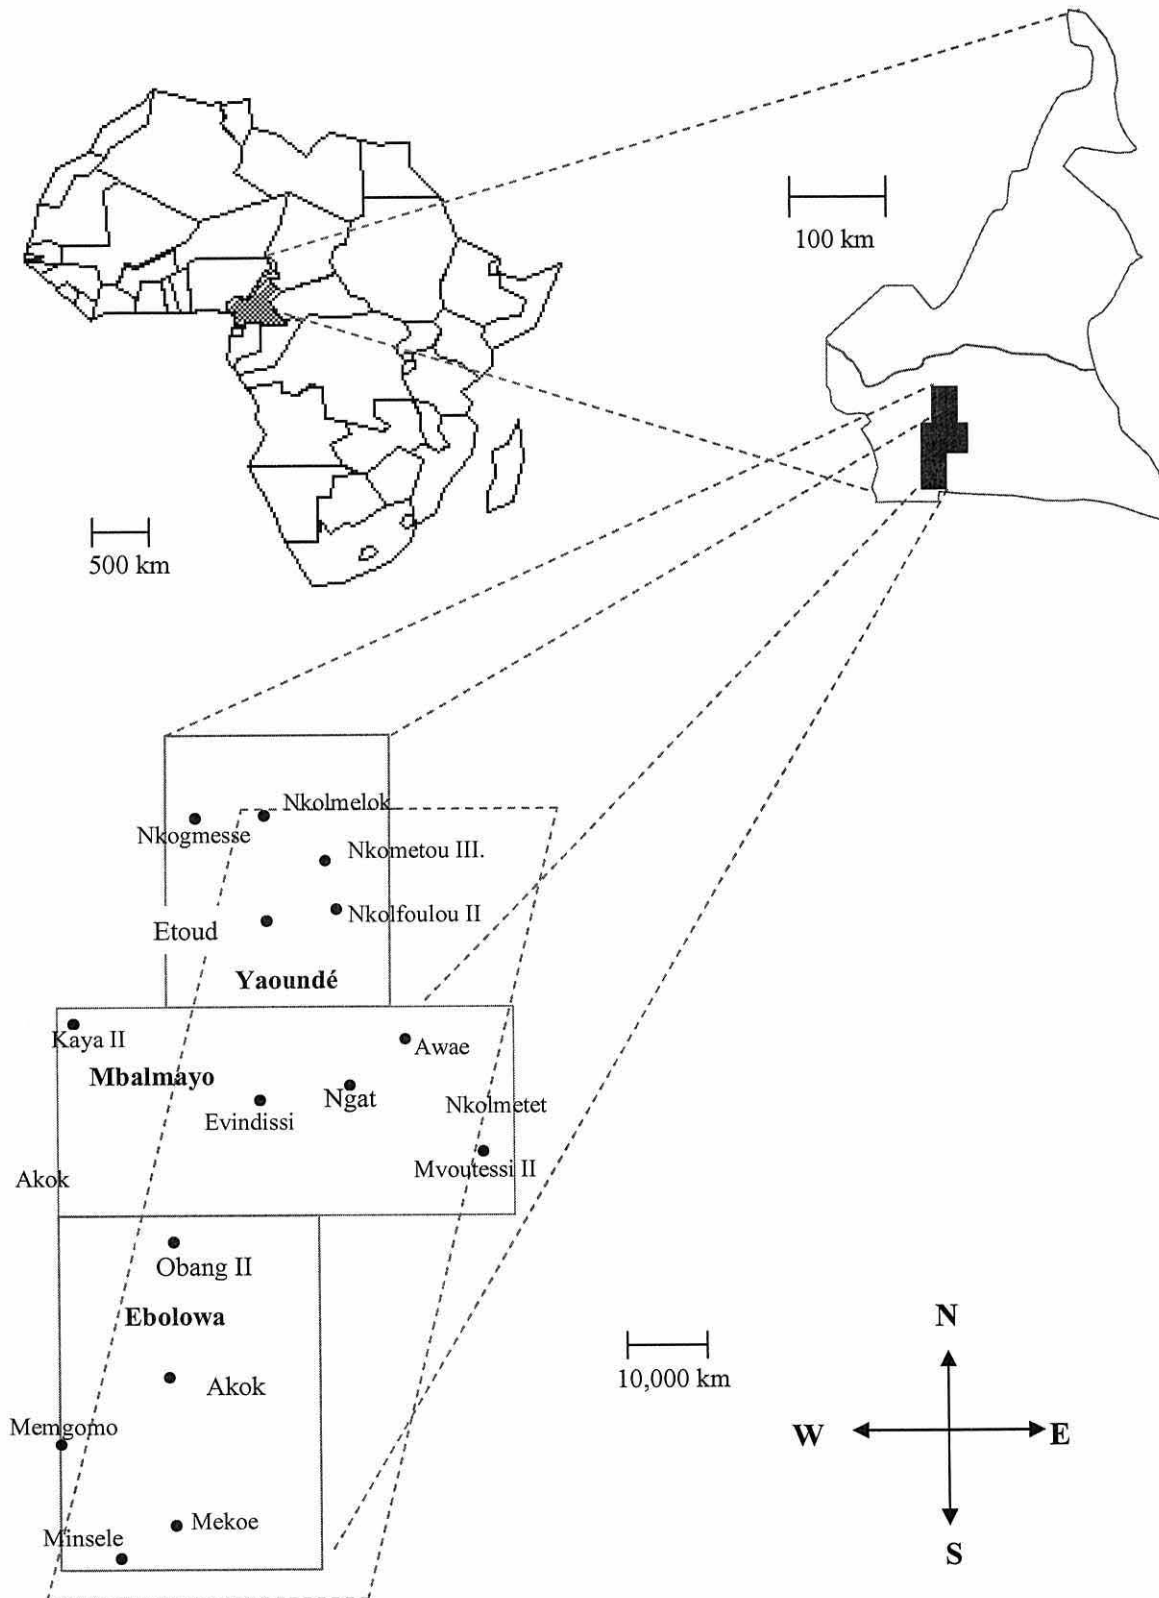 100 km
500 km
Nkolmelok
Nkogmesse
Nkometou III.
Nkolfoulou II
Etoud
Yaoundé
Kaya II
Awae
Mbalmayo
Ngat
Nkolmetet
Evindissi
Mvoutessi II
Akok
Obang II
Ebolowa
N
10,000 km
Akok
Memgomo
W
E
Mekoe
Minsele
S